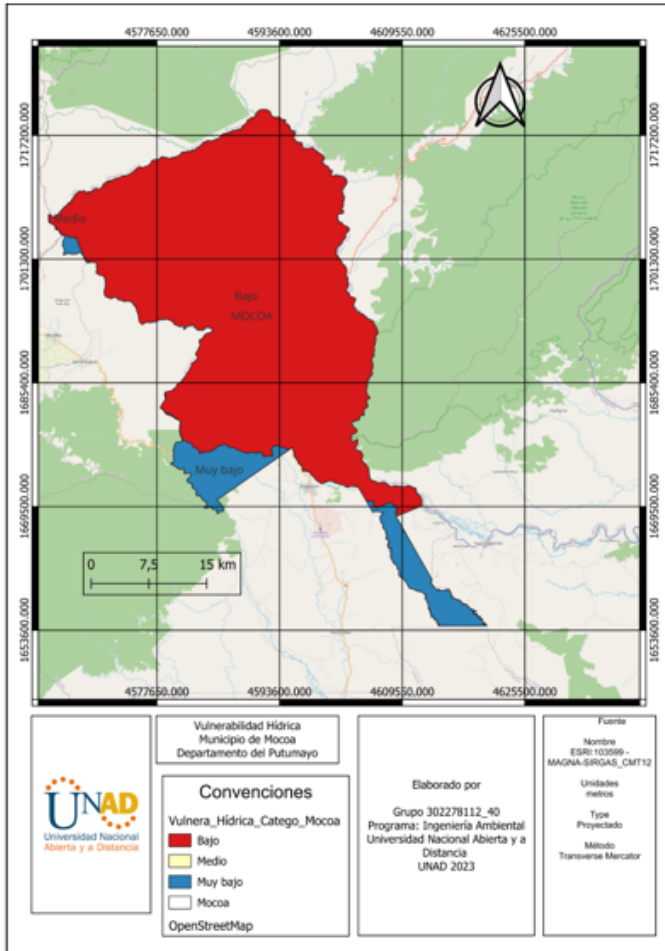 4577650.000 4593600.000 4609550.000 4625500.000
1717200.000
1717200.000
Medio
1701300.000
1701300.000
Bajo
MOCOA
1685400.000
1685400.000
Muy bajo
1669500.000
1669500.000
0 7,5 15 km
1653600.000
1653600.000
4577650.000 4593600.000 4609550.000 4625500.000
UNAD
Universidad Nacional
Abierta y a Distancia
Vulnerabilidad Hídrica
Municipio de Mocoa
Departamento del Putumayo
Convenciones
Vulnera_Hídrica_Catego_Mocoa
Bajo
Medio
Muy bajo
Mocoa
OpenStreetMap
Elaborado por
Grupo 302278112_40
Programa: Ingeniería Ambiental
Universidad Nacional Abierta y a
Distancia
UNAD 2023
Fuente
Nombre
ESRI:103599 -
MAGNA-SIRGAS_CMT12
Unidades
metros
Type
Proyectado
Método
Transverse Mercator